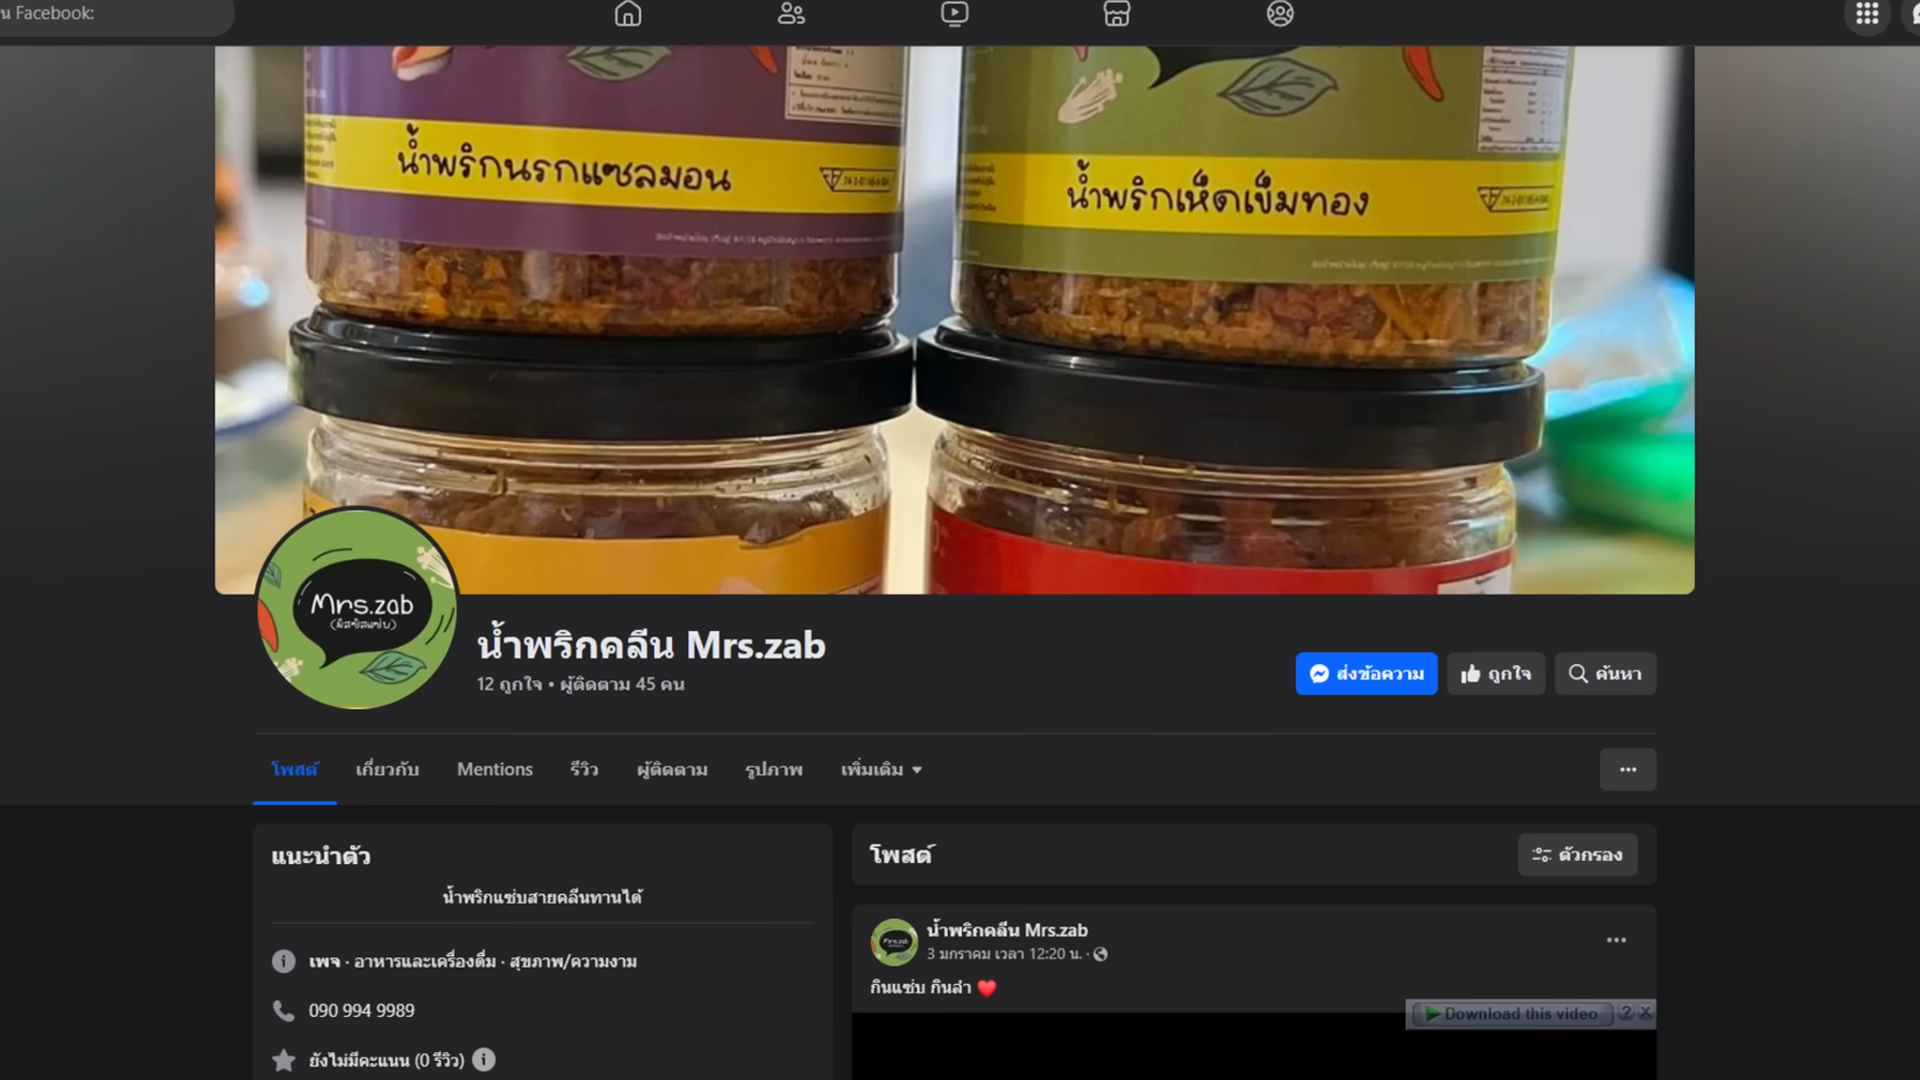 น Facebook:
น้ำพริกนรกแซลมอน
น้ำพริกเห็ดเข็มทอง
Mrs.zab
(มิสซิสแซ่บ)
น้ำพริกคลีน Mrs.zab
12 ถูกใจ • ผู้ติดตาม 45 คน
ส่งข้อความ
ถูกใจ
ค้นหา
โพสต์
เกี่ยวกับ
Mentions
รีวิว
ผู้ติดตาม
รูปภาพ
เพิ่มเติม
แนะนำตัว
น้ำพริกแซ่บสายคลีนทานได้
เพจ · อาหารและเครื่องดื่ม · สุขภาพ/ความงาม
090 994 9989
ยังไม่มีคะแนน (0 รีวิว)
โพสต์
ตัวกรอง
น้ำพริกคลีน Mrs.zab
3 มกราคม เวลา 12:20 น. ·
กินแซ่บ กินลำ ❤️
Download this video